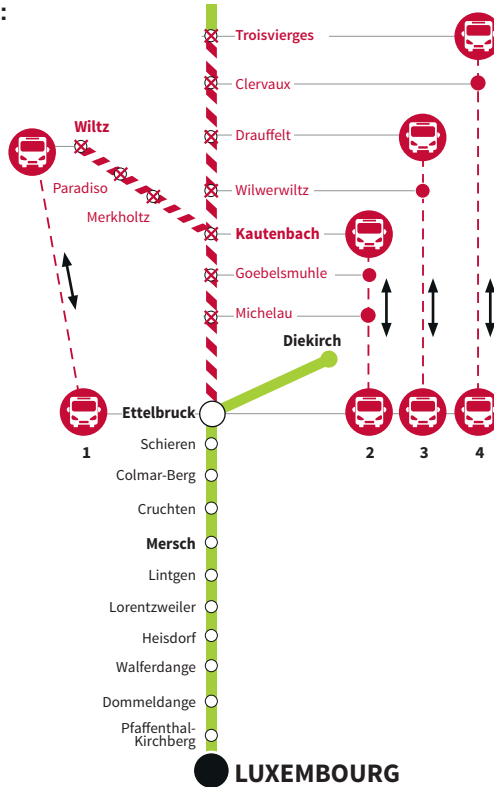 :
Troisvierges
Clervaux
Wiltz
Drauffelt
Paradiso
Wilwerwiltz
Merkholtz
Kautenbach
Goebelsmuhle
Michelau
Diekirch
Ettelbruck
1
2
3
4
Schieren
Colmar-Berg
Cruchten
Mersch
Lintgen
Lorentzweiler
Heisdorf
Walferdange
Dommeldange
Pfaffenthal-
Kirchberg
LUXEMBOURG